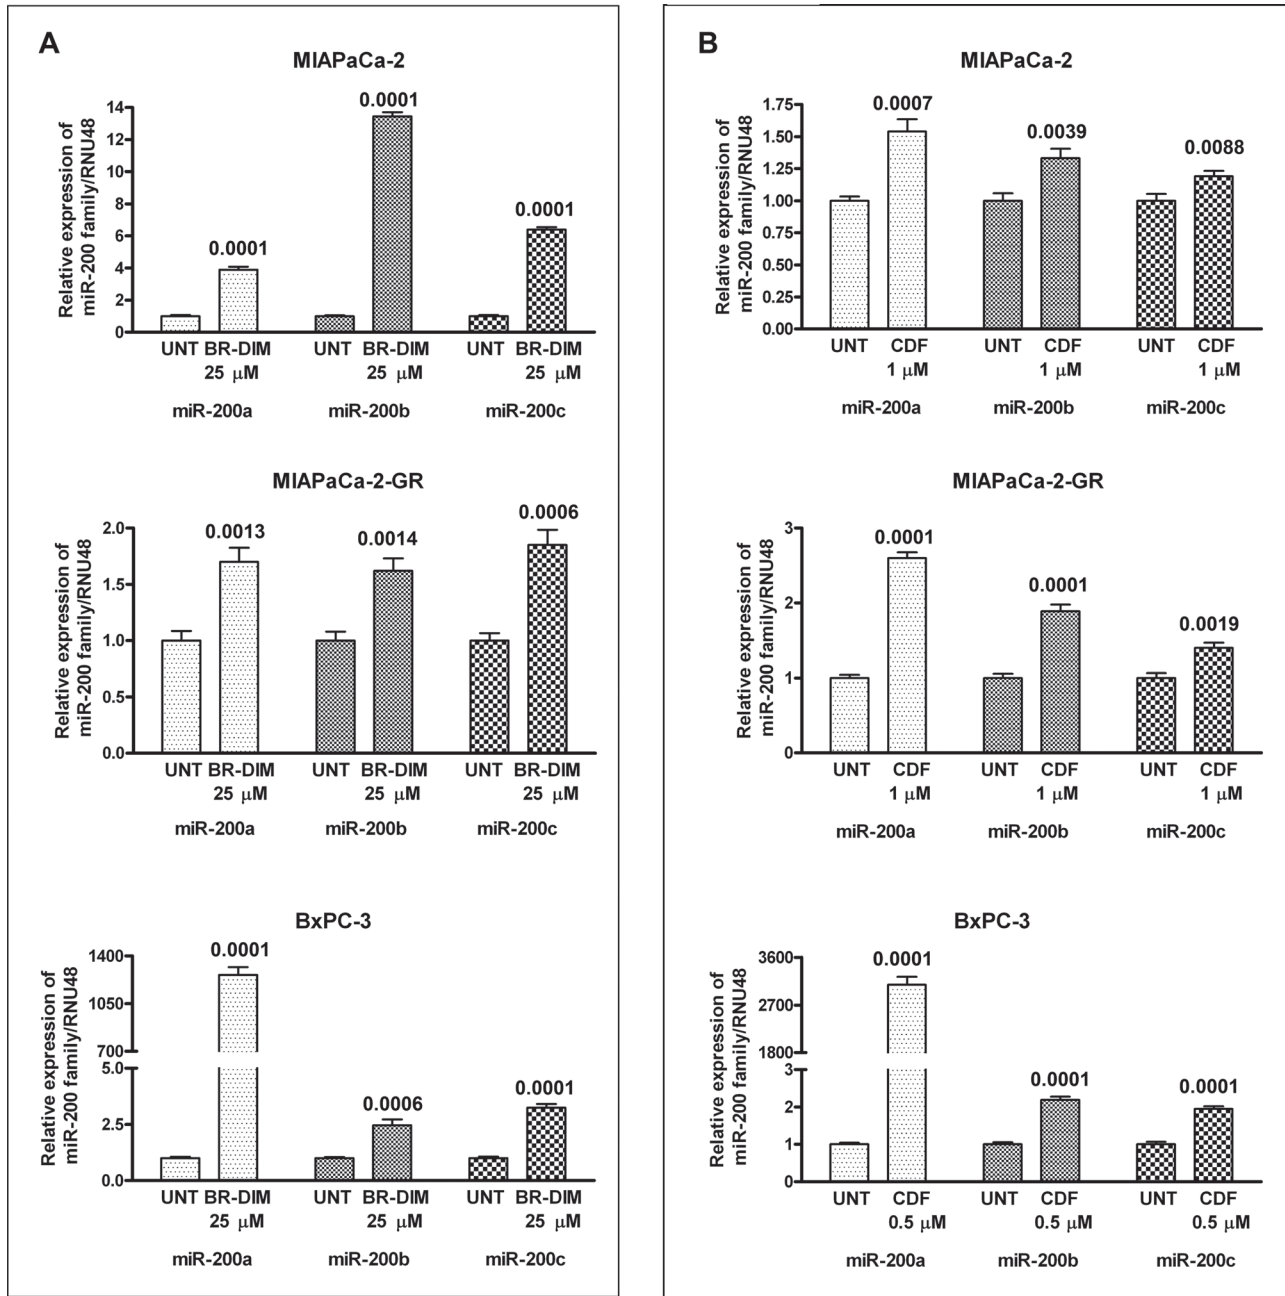 A
MIAPaCa-2
Relative expression of
miR-200 family/RNU48
14
12
10
8
6
4
2
0
0.0001
0.0001
0.0001
UNT BR-DIM UNT BR-DIM UNT BR-DIM
25 μM 25 μM 25 μM
miR-200a miR-200b miR-200c
MIAPaCa-2-GR
Relative expression of
miR-200 family/RNU48
2.0
1.5
1.0
0.5
0.0
0.0013
0.0014
0.0006
UNT BR-DIM UNT BR-DIM UNT BR-DIM
25 μM 25 μM 25 μM
miR-200a miR-200b miR-200c
BxPC-3
Relative expression of
miR-200 family/RNU48
1400
1050
700
5.0
2.5
0.0
0.0001
0.0006
0.0001
UNT BR-DIM UNT BR-DIM UNT BR-DIM
25 μM 25 μM 25 μM
miR-200a miR-200b miR-200c
B
MIAPaCa-2
Relative expression of
miR-200 family/RNU48
1.75
1.50
1.25
1.00
0.75
0.50
0.25
0.00
0.0007
0.0039
0.0088
UNT CDF UNT CDF UNT CDF
1 μM 1 μM 1 μM
miR-200a miR-200b miR-200c
MIAPaCa-2-GR
Relative expression of
miR-200 family/RNU48
3
2
1
0
0.0001
0.0001
0.0019
UNT CDF UNT CDF UNT CDF
1 μM 1 μM 1 μM
miR-200a miR-200b miR-200c
BxPC-3
Relative expression of
miR-200 family/RNU48
3600
2700
1800
3
2
1
0
0.0001
0.0001
0.0001
UNT CDF UNT CDF UNT CDF
0.5 μM 0.5 μM 0.5 μM
miR-200a miR-200b miR-200c